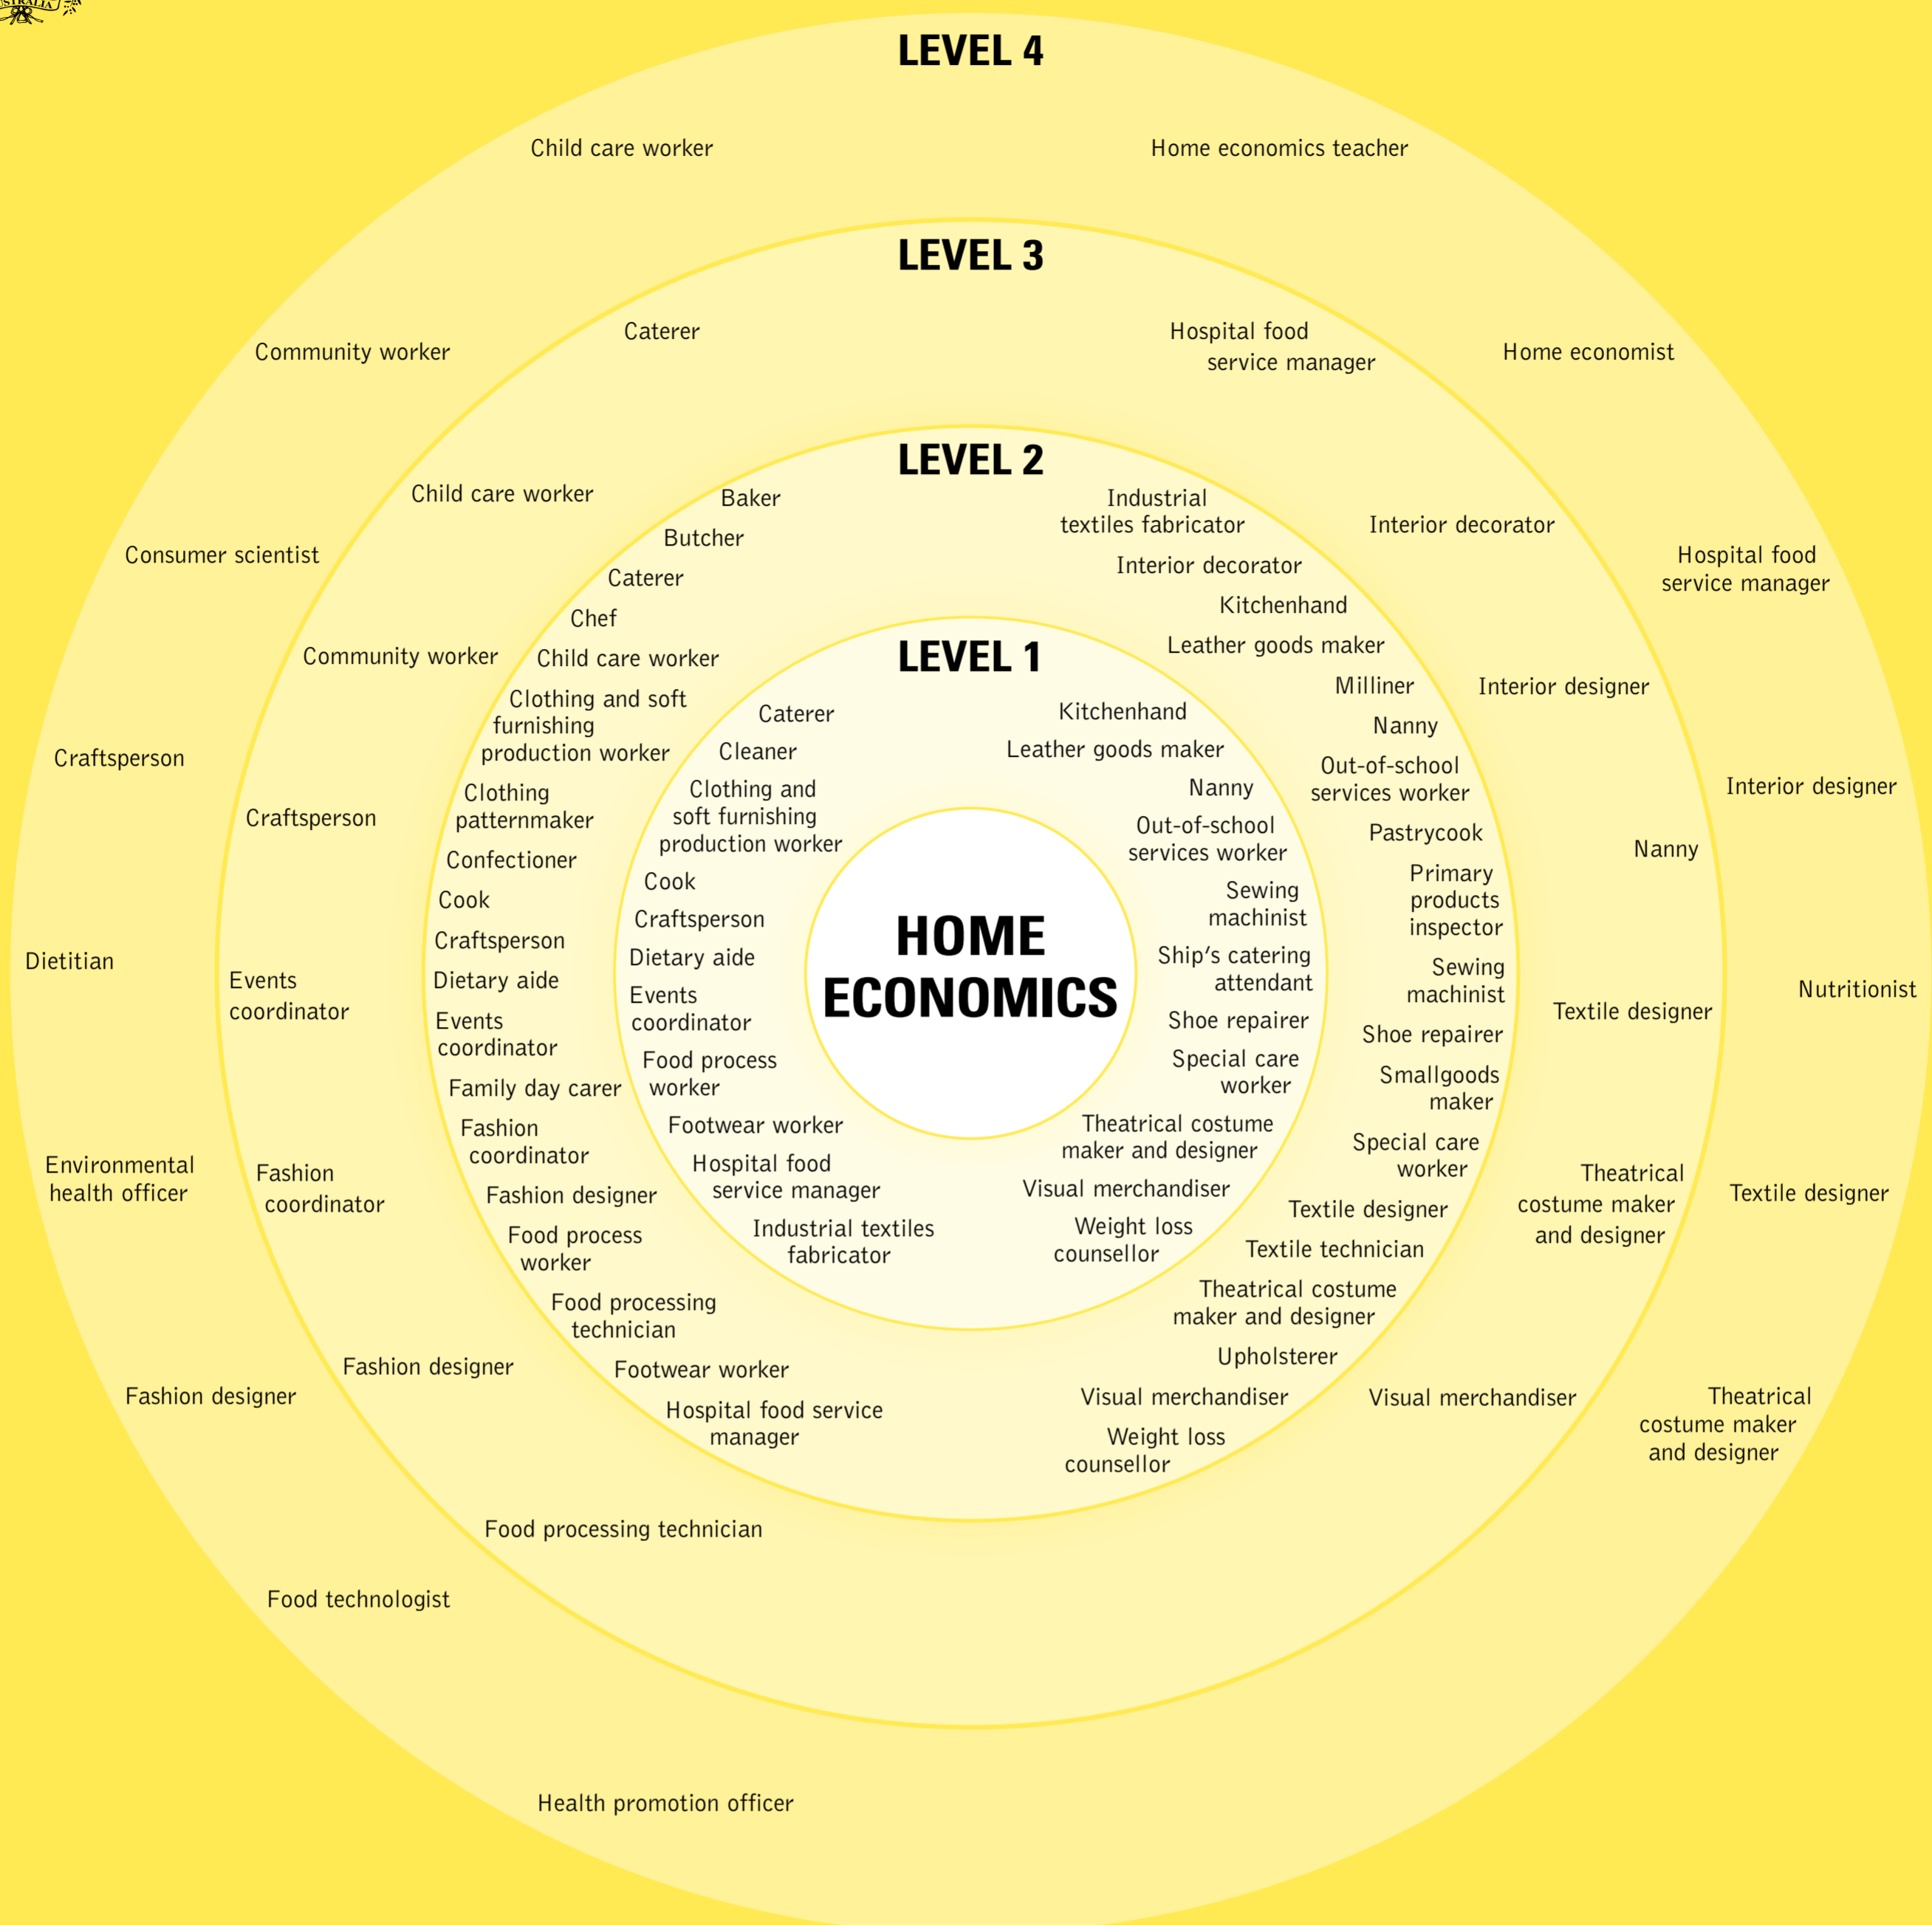 STRALIA
LEVEL 4
Child care worker
Community worker
Consumer scientist
Craftsperson
Dietitian
Environmental
health officer
Fashion designer
Food technologist
Health promotion officer
Home economics teacher
Home economist
Hospital food
service manager
Interior designer
Nutritionist
Textile designer
Theatrical
costume maker
and designer
LEVEL 3
Caterer
Child care worker
Community worker
Craftsperson
Events
coordinator
Fashion
coordinator
Fashion designer
Food processing technician
Hospital food
service manager
Interior decorator
Interior designer
Nanny
Textile designer
Theatrical
costume maker
and designer
Visual merchandiser
LEVEL 2
Baker
Butcher
Caterer
Chef
Child care worker
Clothing and soft
furnishing
production worker
Clothing
patternmaker
Confectioner
Cook
Craftsperson
Dietary aide
Events
coordinator
Family day carer
Fashion
coordinator
Fashion designer
Food process
worker
Food processing
technician
Footwear worker
Hospital food service
manager
Industrial
textiles fabricator
Interior decorator
Kitchenhand
Leather goods maker
Milliner
Nanny
Out-of-school
services worker
Pastrycook
Primary
products
inspector
Sewing
machinist
Shoe repairer
Smallgoods
maker
Special care
worker
Textile designer
Textile technician
Theatrical costume
maker and designer
Upholsterer
Visual merchandiser
Weight loss
counsellor
LEVEL 1
Caterer
Cleaner
Clothing and
soft furnishing
production worker
Cook
Craftsperson
Dietary aide
Events
coordinator
Food process
worker
Footwear worker
Hospital food
service manager
Industrial textiles
fabricator
Kitchenhand
Leather goods maker
Nanny
Out-of-school
services worker
Sewing
machinist
Ship's catering
attendant
Shoe repairer
Special care
worker
Theatrical costume
maker and designer
Visual merchandiser
Weight loss
counsellor
HOME
ECONOMICS